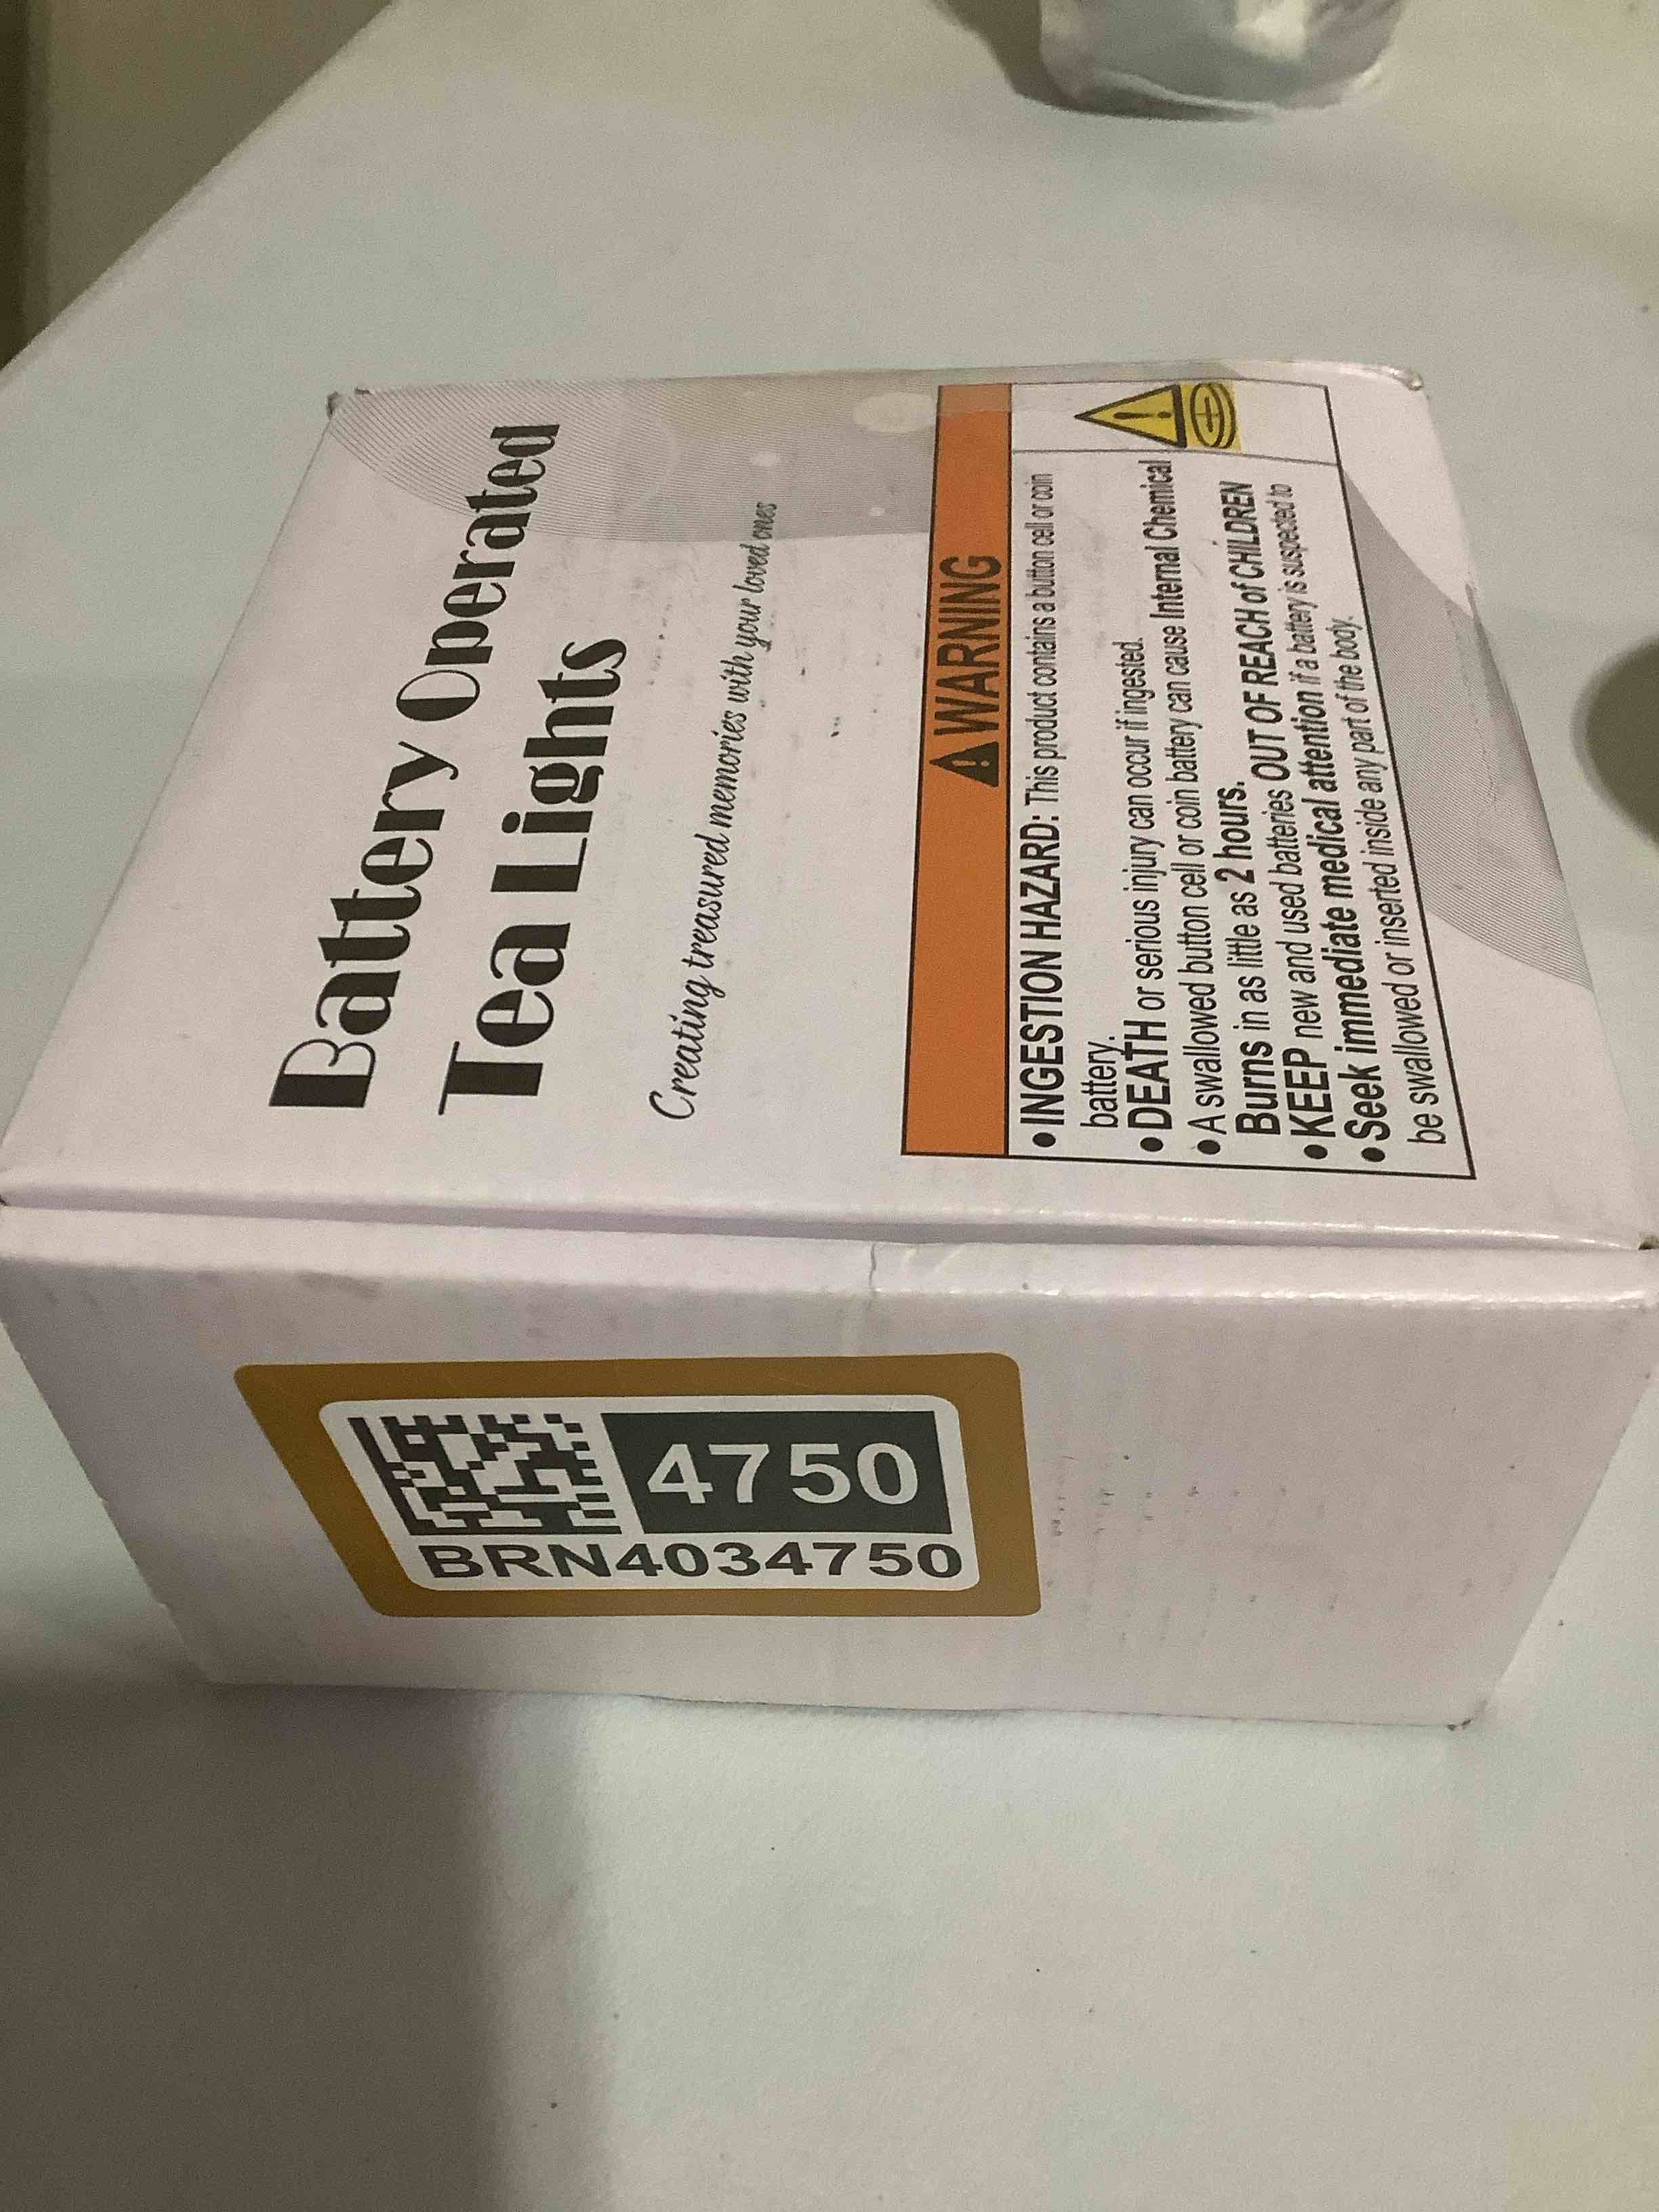 Battery Operated
Tea Lights
Creating treasured memories with your loved ones
WARNING
• INGESTION HAZARD: This product contains a button cell or coin
battery.
• DEATH or serious injury can occur if ingested.
• A swallowed button cell or coin battery can cause Internal Chemical
Burns in as little as 2 hours.
• KEEP new and used batteries OUT OF REACH of CHILDREN
• Seek immediate medical attention if a battery is suspected to
be swallowed or inserted inside any part of the body.
4750
BRN4034750